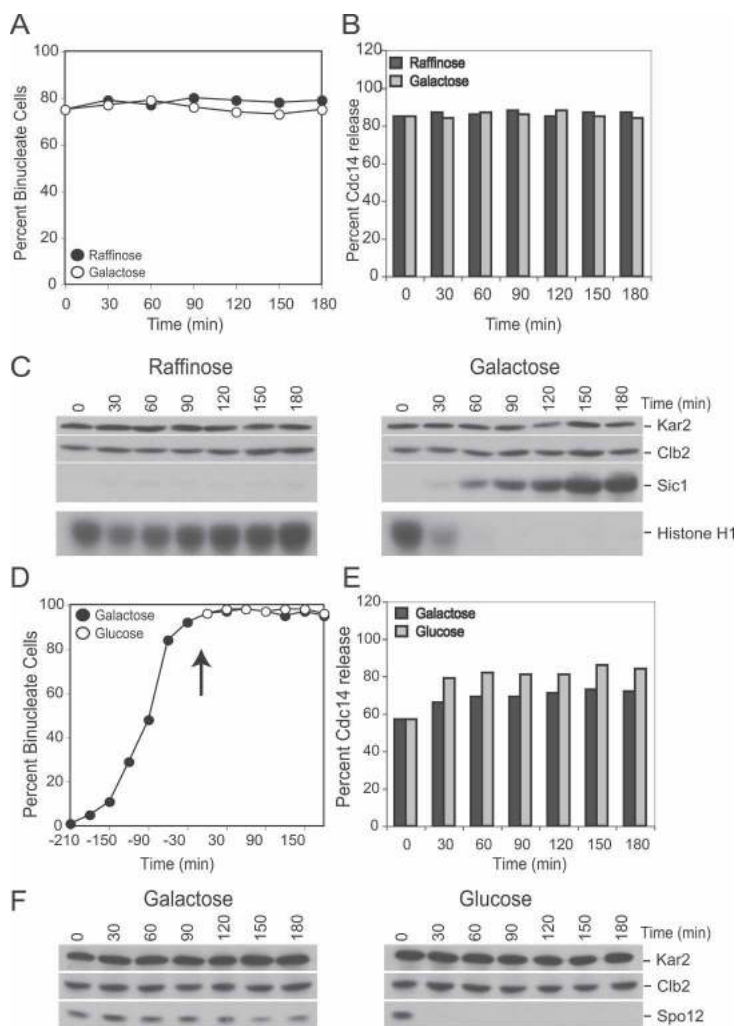 A
B
100
80
60
40
20
0
Percent Binucleate Cells
Raffinose
Galactose
0 30 60 90 120 150 180
Time (min)
120
100
80
60
40
20
0
Percent Cdc14 release
Raffinose
Galactose
0 30 60 90 120 150 180
Time (min)
C
Raffinose
Galactose
0 30 60 90 120 150 180
0 30 60 90 120 150 180
Time (min)
Kar2
Clb2
Sic1
Histone H1
D
E
100
80
60
40
20
0
Percent Binucleate Cells
Galactose
Glucose
-210 -150 -90 -30 30 90 150
Time (min)
120
100
80
60
40
20
0
Percent Cdc14 release
Galactose
Glucose
0 30 60 90 120 150 180
Time (min)
F
Galactose
Glucose
0 30 60 90 120 150 180
0 30 60 90 120 150 180
Time (min)
Kar2
Clb2
Spo12